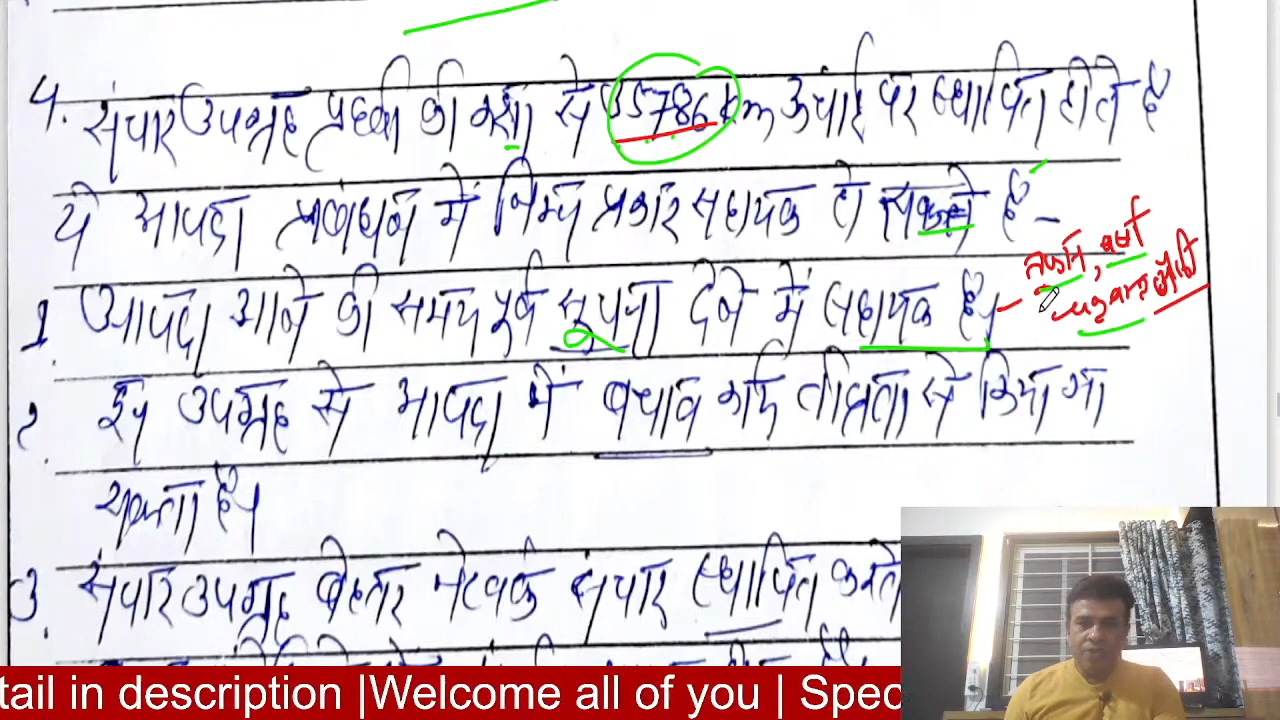 4. संचार उपग्रह पृथ्वी की कक्षा से 35786 km ऊंचाई पर स्थापित होते है
ये आपदा प्रबंधन में निम्न प्रकार सहायक हो सकते हैं -
1. आपदा आने की समय पूर्व सूचना देने में सहायक है।
तूफान, वर्षा
2. इन उपग्रह से आपदा में बचाव कार्य तीव्रता से किया जा
सकता है।
3. संचार उपग्रह बेहतर नेटवर्क संचार स्थापित करते
tail in description |Welcome all of you | Spec